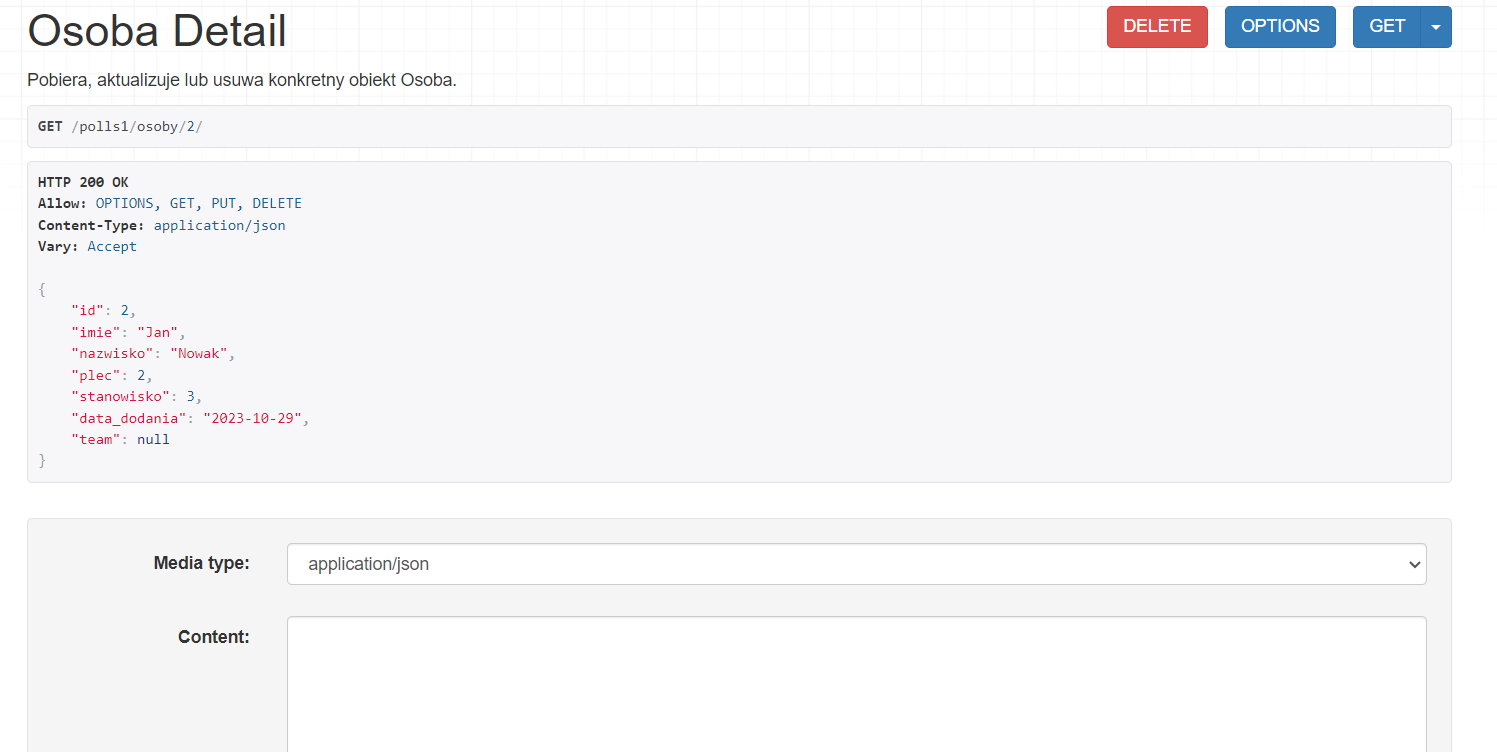 Osoba Detail
DELETE OPTIONS GET
Pobiera, aktualizuje lub usuwa konkretny obiekt Osoba.
GET /polls1/osoby/2/
HTTP 200 OK
Allow: OPTIONS, GET, PUT, DELETE
Content-Type: application/json
Vary: Accept
{
    "id": 2,
    "imie": "Jan",
    "nazwisko": "Nowak",
    "plec": 2,
    "stanowisko": 3,
    "data_dodania": "2023-10-29",
    "team": null
}
Media type: application/json
Content: